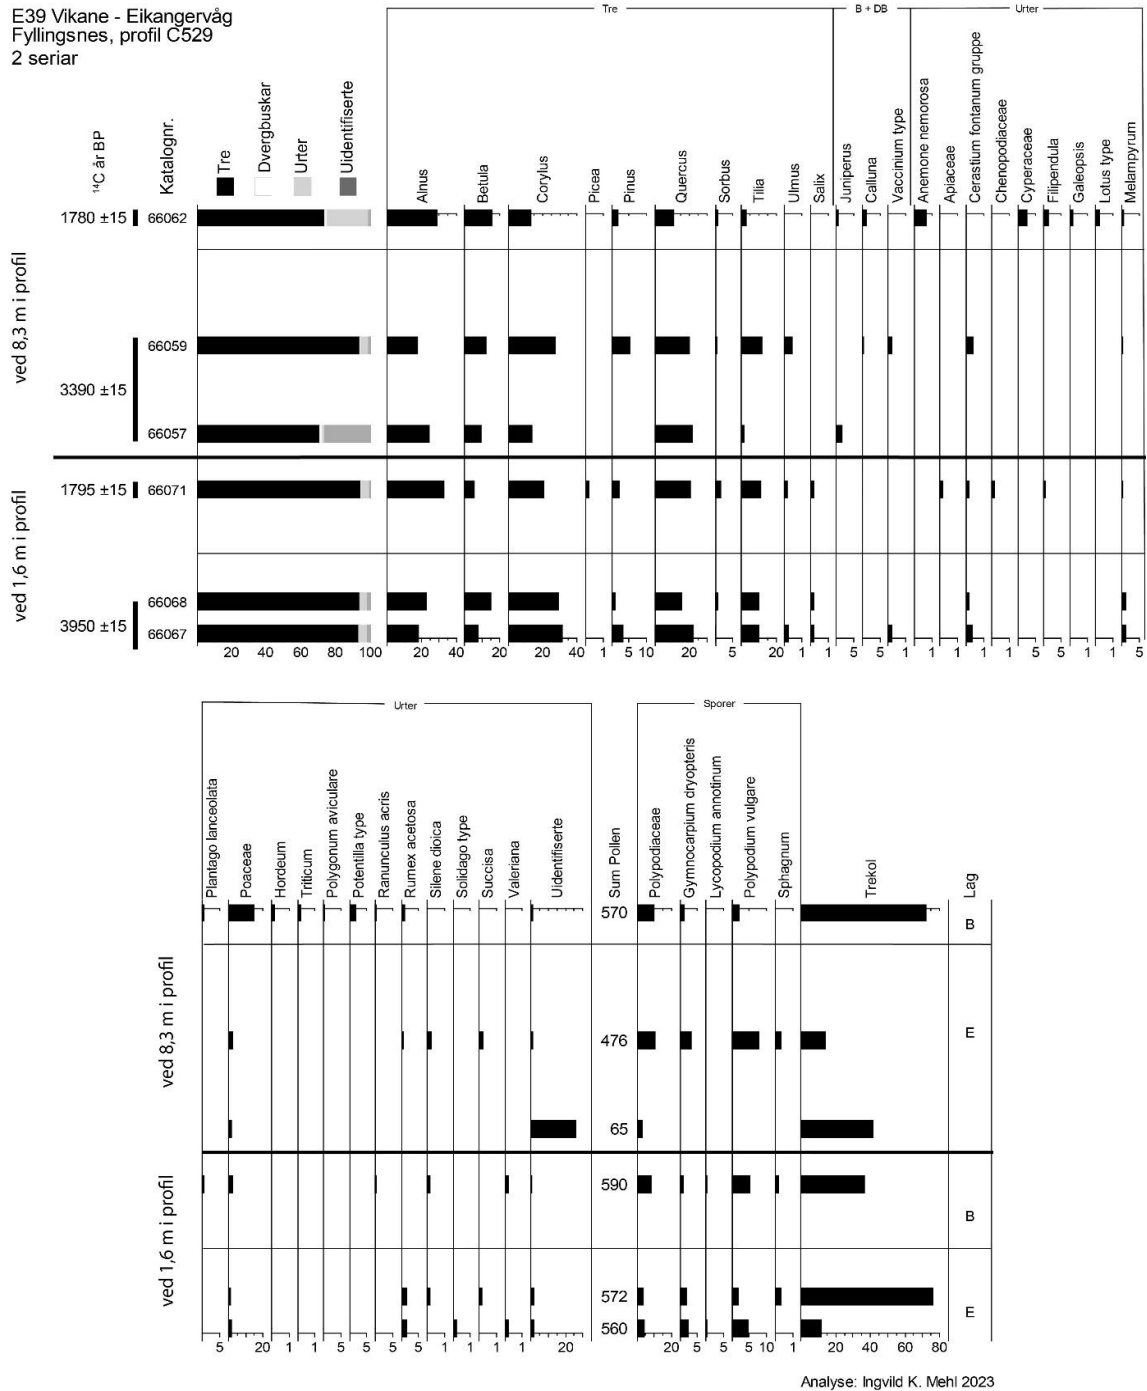 E39 Vikane - Eikangervåg
Fyllingsnes, profil C529
2 seriar
Tre
B + DB
Urter
¹⁴C år BP
Katalognr.
Tre
Dvergbuskar
Urter
Uidentifiserte
Alnus
Betula
Corylus
Picea
Pinus
Quercus
Sorbus
Tilia
Ulmus
Salix
Juniperus
Calluna
Vaccinium type
Anemone nemorosa
Apiaceae
Cerastium fontanum gruppe
Chenopodiaceae
Cyperaceae
Filipendula
Galeopsis
Lotus type
Melampyrum
ved 8,3 m i profil
1780 ±15 66062
66059
3390 ±15
66057
ved 1,6 m i profil
1795 ±15 66071
66068
3950 ±15
66067
20 40 60 80 100 20 40 20 20 40 1 5 10 20 5 20 1 1 5 5 1 1 1 1 1 5 5 1 1 5
Urter
Sporer
Plantago lanceolata
Poaceae
Hordeum
Triticum
Polygonum aviculare
Potentilla type
Ranunculus acris
Rumex acetosa
Silene dioica
Solidago type
Succisa
Valeriana
Uidentifiserte
Sum Pollen
Polypodiaceae
Gymnocarpium dryopteris
Lycopodium annotinum
Polypodium vulgare
Sphagnum
Trekol
Lag
ved 8,3 m i profil
570
B
476
E
65
ved 1,6 m i profil
590
B
572
E
560
5 20 1 1 5 5 1 5 1 1 1 1 20 20 5 1 5 10 1 20 40 60 80
Analyse: Ingvild K. Mehl 2023